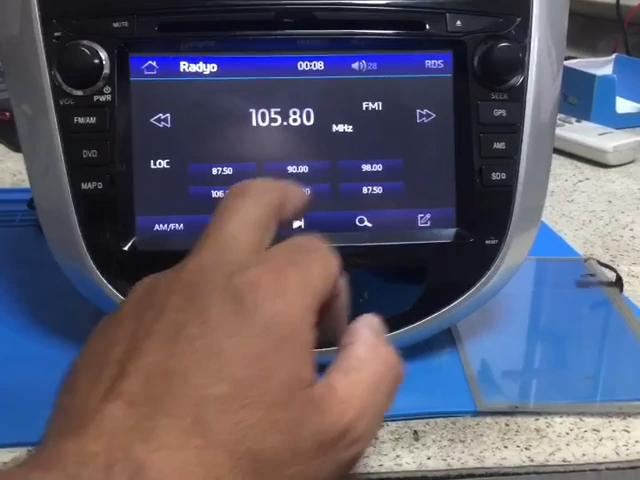 MUTE
Radyo 00:08 28 RDS
VOL
PWR
SEEK
FM/AM
105.80
MHz
FM1
GPS
DVD
LOC
AMS
87.50 90.00 98.00
MAP
SD
87.50
AM/FM
RESET